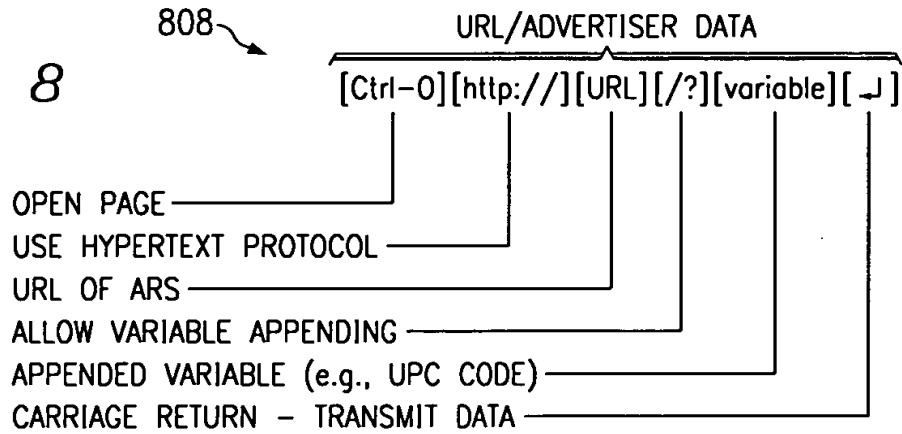 808
URL/ADVERTISER DATA
8
[Ctrl-O][http://][URL][/?][variable][↵]
OPEN PAGE
USE HYPERTEXT PROTOCOL
URL OF ARS
ALLOW VARIABLE APPENDING
APPENDED VARIABLE (e.g., UPC CODE)
CARRIAGE RETURN - TRANSMIT DATA